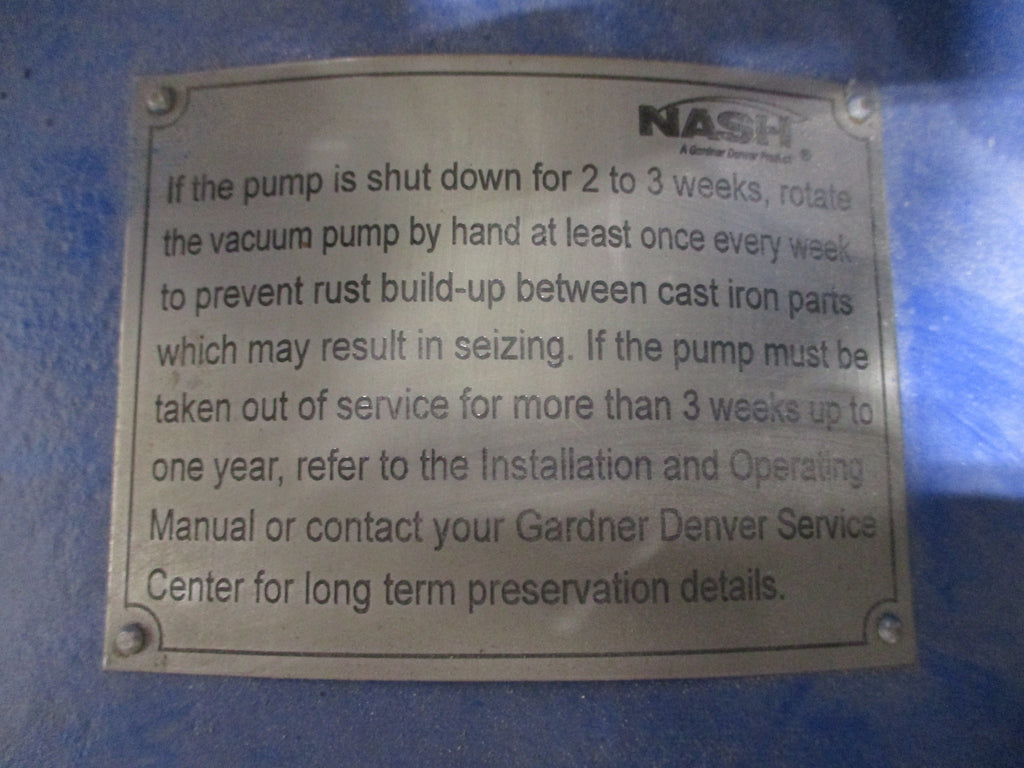 NASH
A Gardner Denver Product ®
If the pump is shut down for 2 to 3 weeks, rotate
the vacuum pump by hand at least once every week
to prevent rust build-up between cast iron parts
which may result in seizing. If the pump must be
taken out of service for more than 3 weeks up to
one year, refer to the Installation and Operating
Manual or contact your Gardner Denver Service
Center for long term preservation details.